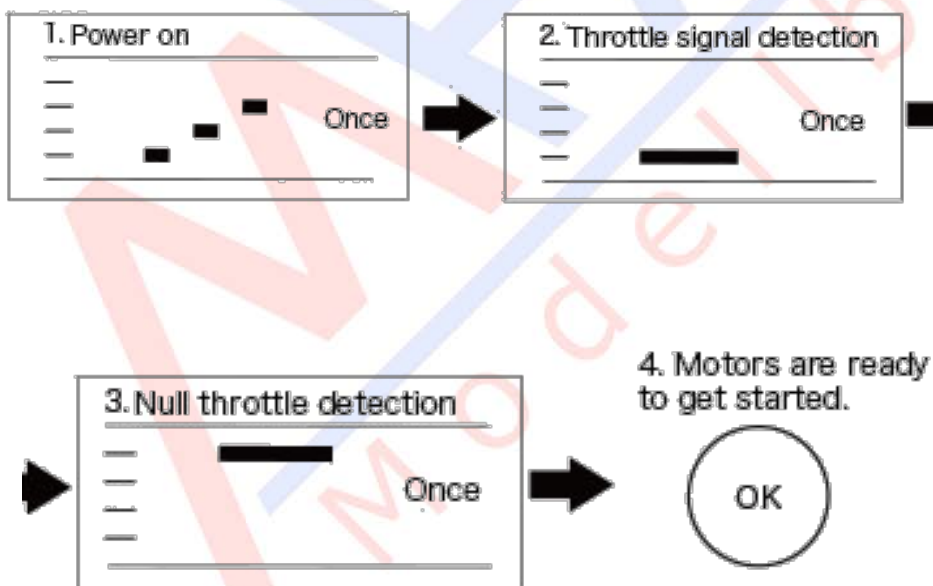 1. Power on
Once
2. Throttle signal detection
Once
3. Null throttle detection
Once
4. Motors are ready
to get started.
OK
Modellb